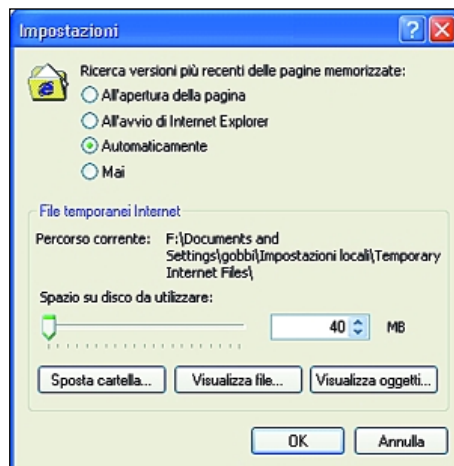 Impostazioni
Ricerca versioni più recenti delle pagine memorizzate:
All'apertura della pagina
All'avvio di Internet Explorer
Automaticamente
Mai
File temporanei Internet
Percorso corrente: F:\Documents and
Settings\gobbi\Impostazioni locali\Temporary
Internet Files\
Spazio su disco da utilizzare:
40 MB
Sposta cartella... Visualizza file... Visualizza oggetti...
OK Annulla